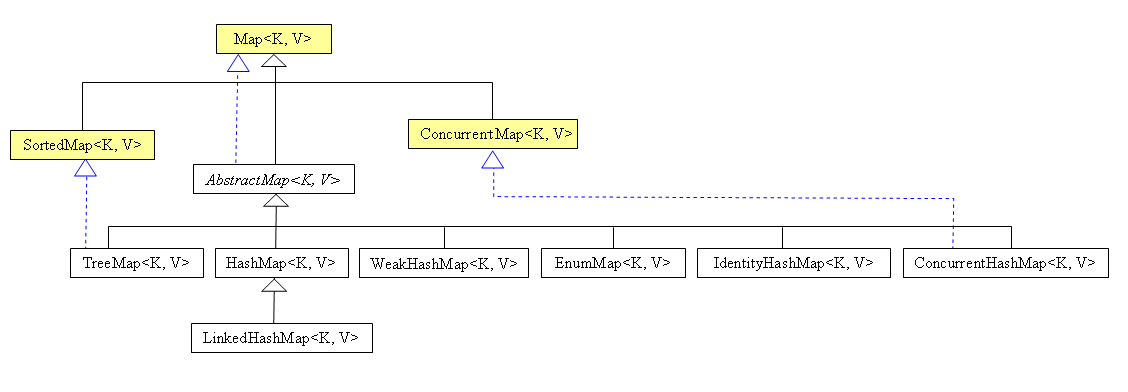 Map<K, V>
SortedMap<K, V>
ConcurrentMap<K, V>
AbstractMap<K, V>
TreeMap<K, V>
HashMap<K, V>
WeakHashMap<K, V>
EnumMap<K, V>
IdentityHashMap<K, V>
ConcurrentHashMap<K, V>
LinkedHashMap<K, V>